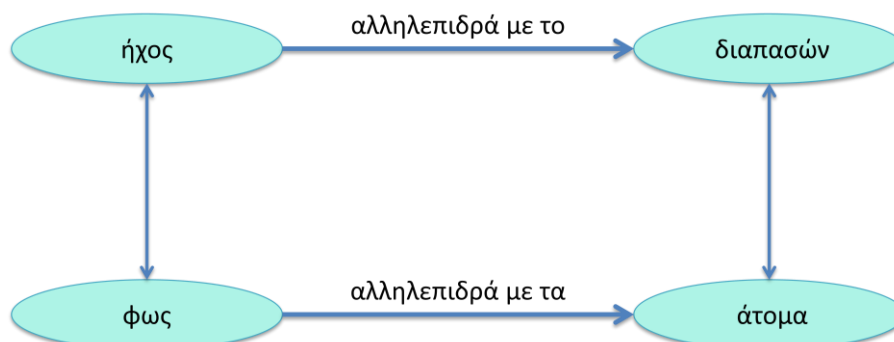 αλληλεπιδρά με το
ήχος
διαπασών
αλληλεπιδρά με τα
φως
άτομα